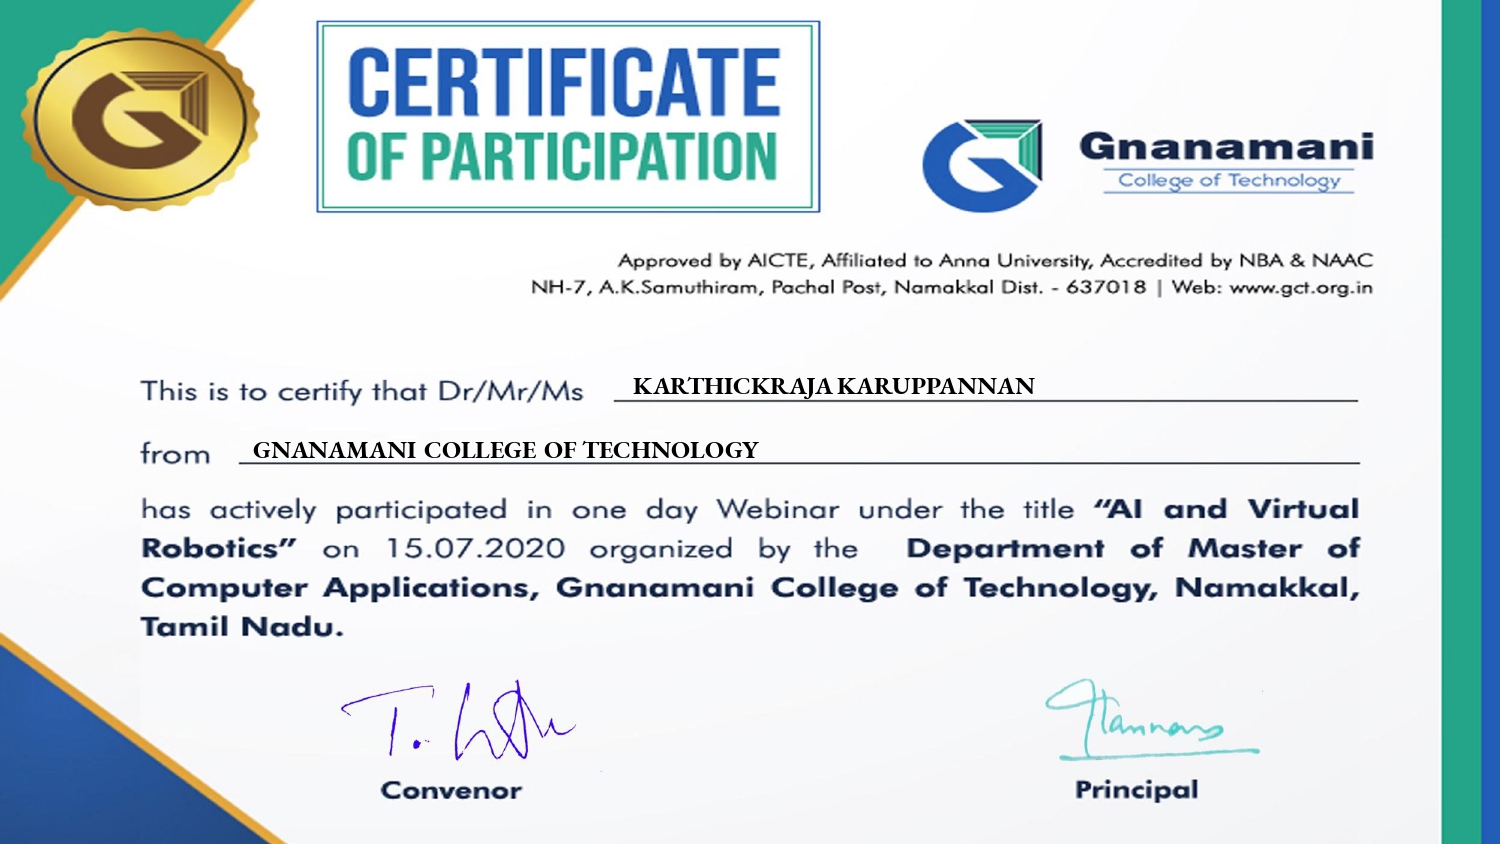 CERTIFICATE
OF PARTICIPATION
Gnanamani
College of Technology
Approved by AICTE, Affiliated to Anna University, Accredited by NBA & NAAC
NH-7, A.K.Samuthiram, Pachal Post, Namakkal Dist. - 637018 | Web: www.gct.org.in
This is to certify that Dr/Mr/Ms KARTHICKRAJA KARUPPANNAN
from GNANAMANI COLLEGE OF TECHNOLOGY
has actively participated in one day Webinar under the title “AI and Virtual
Robotics” on 15.07.2020 organized by the Department of Master of
Computer Applications, Gnanamani College of Technology, Namakkal,
Tamil Nadu.
Convenor Principal